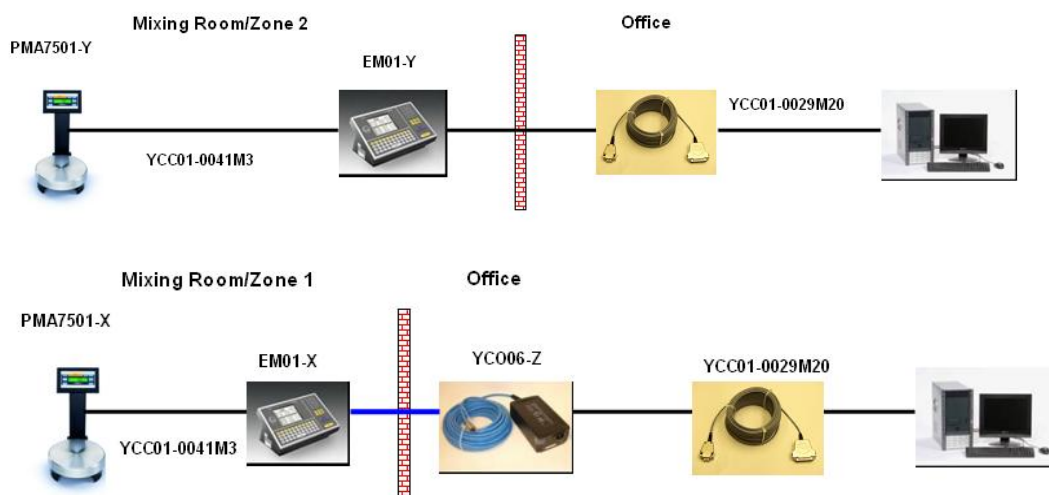 Mixing Room/Zone 2
Office
PMA7501-Y
EM01-Y
YCC01-0029M20
YCC01-0041M3
Mixing Room/Zone 1
Office
PMA7501-X
EM01-X
YCO06-Z
YCC01-0029M20
YCC01-0041M3